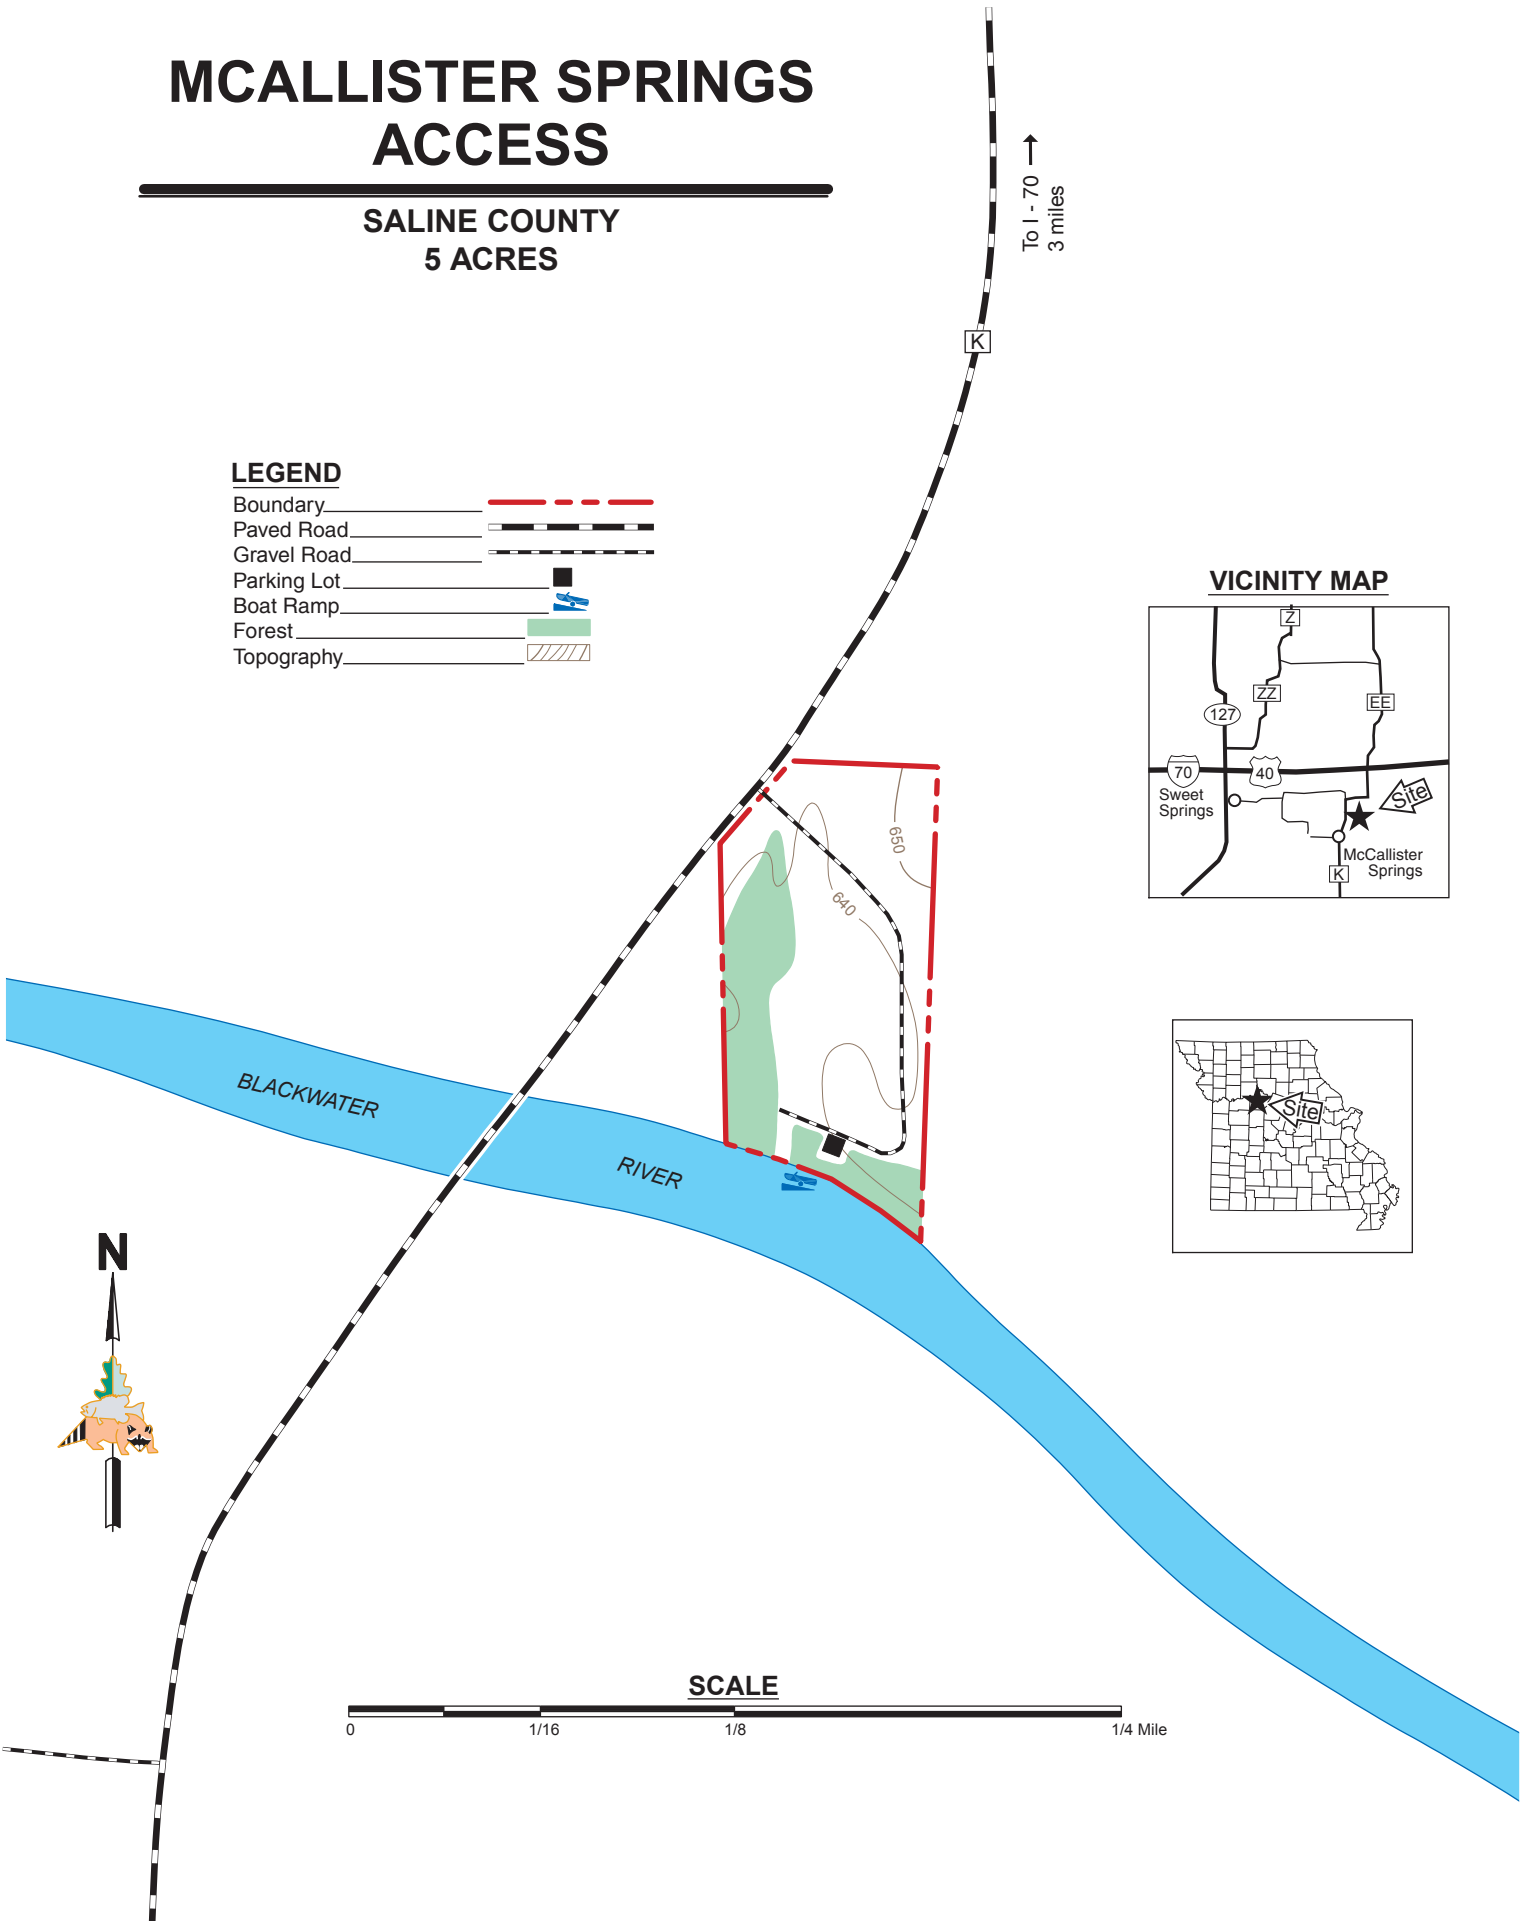 MCALLISTER SPRINGS
ACCESS
SALINE COUNTY
5 ACRES
To I - 70
3 miles
K
LEGEND
Boundary
Paved Road
Gravel Road
Parking Lot
Boat Ramp
Forest
Topography
VICINITY MAP
Z
ZZ
EE
127
70
40
Sweet
Springs
Site
McCallister
Springs
K
650
640
BLACKWATER
RIVER
Site
N
SCALE
0
1/16
1/8
1/4 Mile